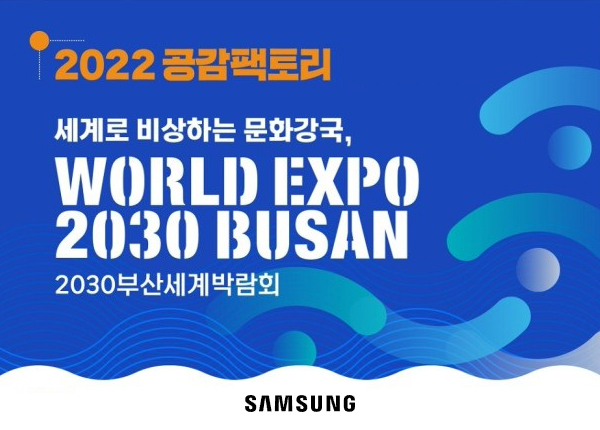 2022 공감팩토리
세계로 비상하는 문화강국,
WORLD EXPO
2030 BUSAN
2030부산세계박람회
SAMSUNG